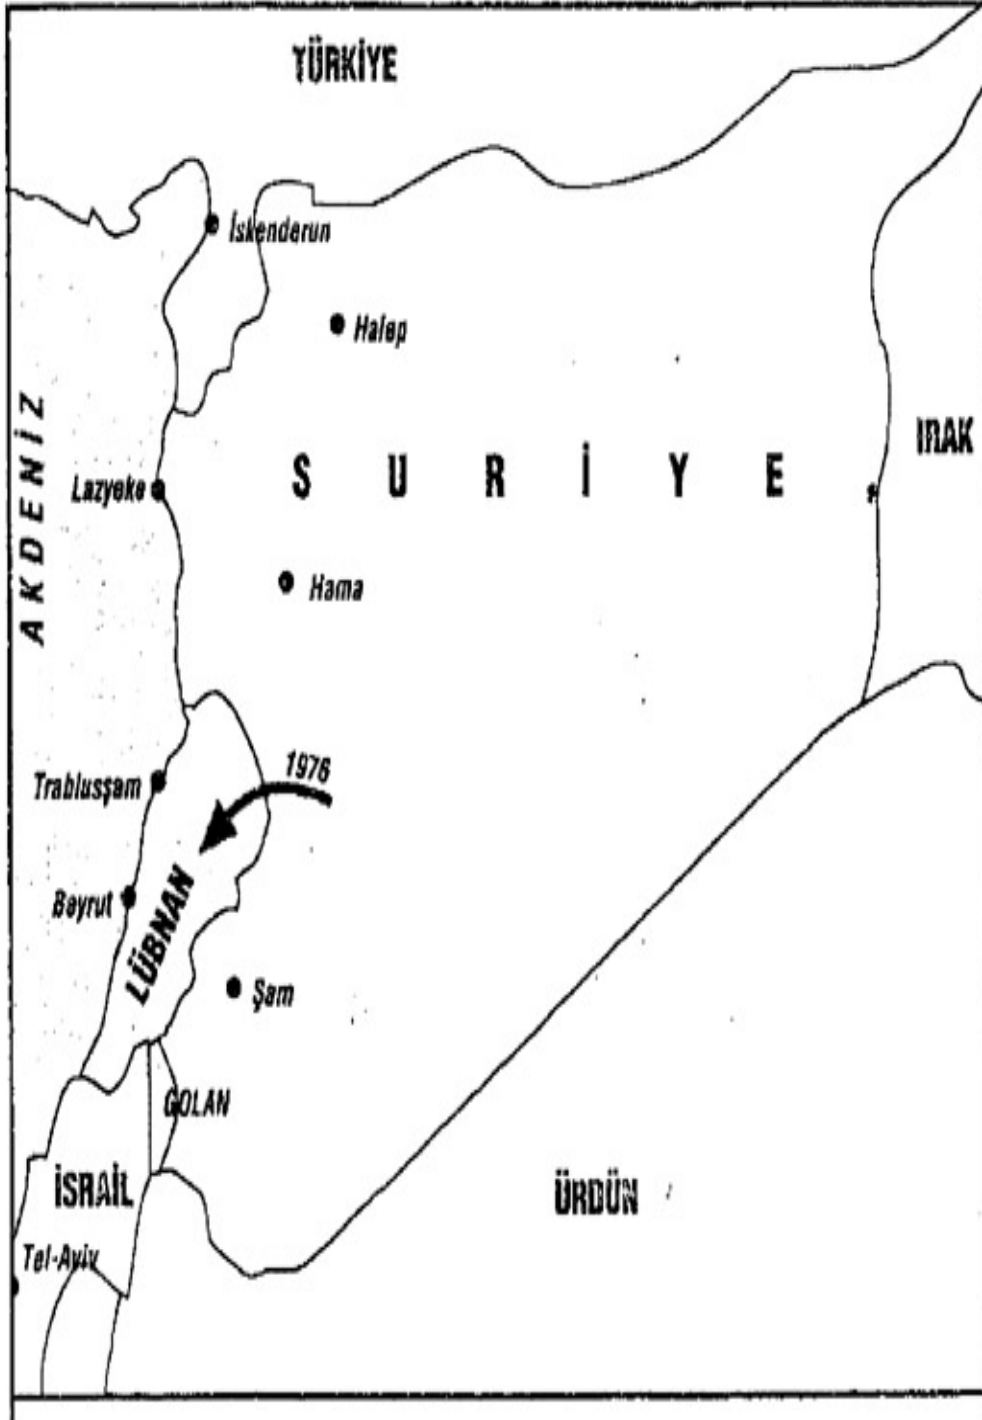 TÜRKİYE
İskenderun
Halep
AKDENİZ
IRAK
Lazyeke
SURİYE
Hama
1976
Trablusşam
Beyrut
LÜBNAN
Şam
GOLAN
İSRAİL
ÜRDÜN
Tel-Aviv